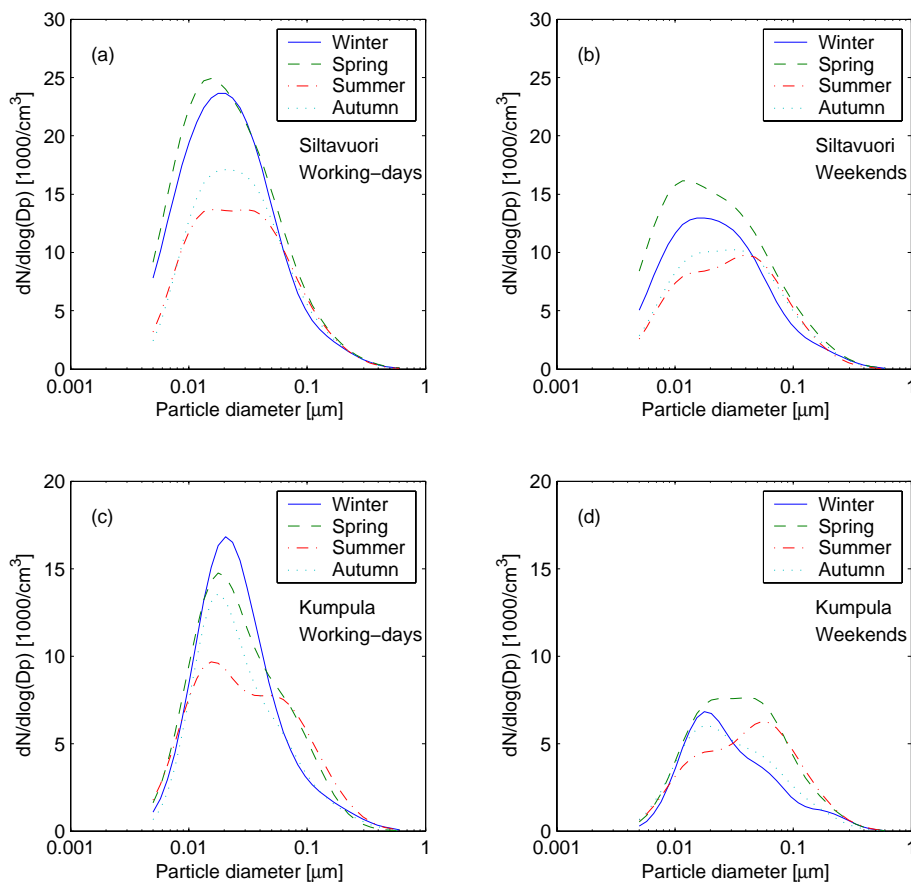 30
25
20
15
10
5
0
dN/dlog(Dp) [1000/cm³]
(a)
Winter
Spring
Summer
Autumn
Siltavuori
Working−days
0.001
0.01
0.1
1
Particle diameter [μm]
30
25
20
15
10
5
0
dN/dlog(Dp) [1000/cm³]
(b)
Winter
Spring
Summer
Autumn
Siltavuori
Weekends
0.001
0.01
0.1
1
Particle diameter [μm]
20
15
10
5
0
dN/dlog(Dp) [1000/cm³]
(c)
Winter
Spring
Summer
Autumn
Kumpula
Working−days
0.001
0.01
0.1
1
Particle diameter [μm]
20
15
10
5
0
dN/dlog(Dp) [1000/cm³]
(d)
Winter
Spring
Summer
Autumn
Kumpula
Weekends
0.001
0.01
0.1
1
Particle diameter [μm]